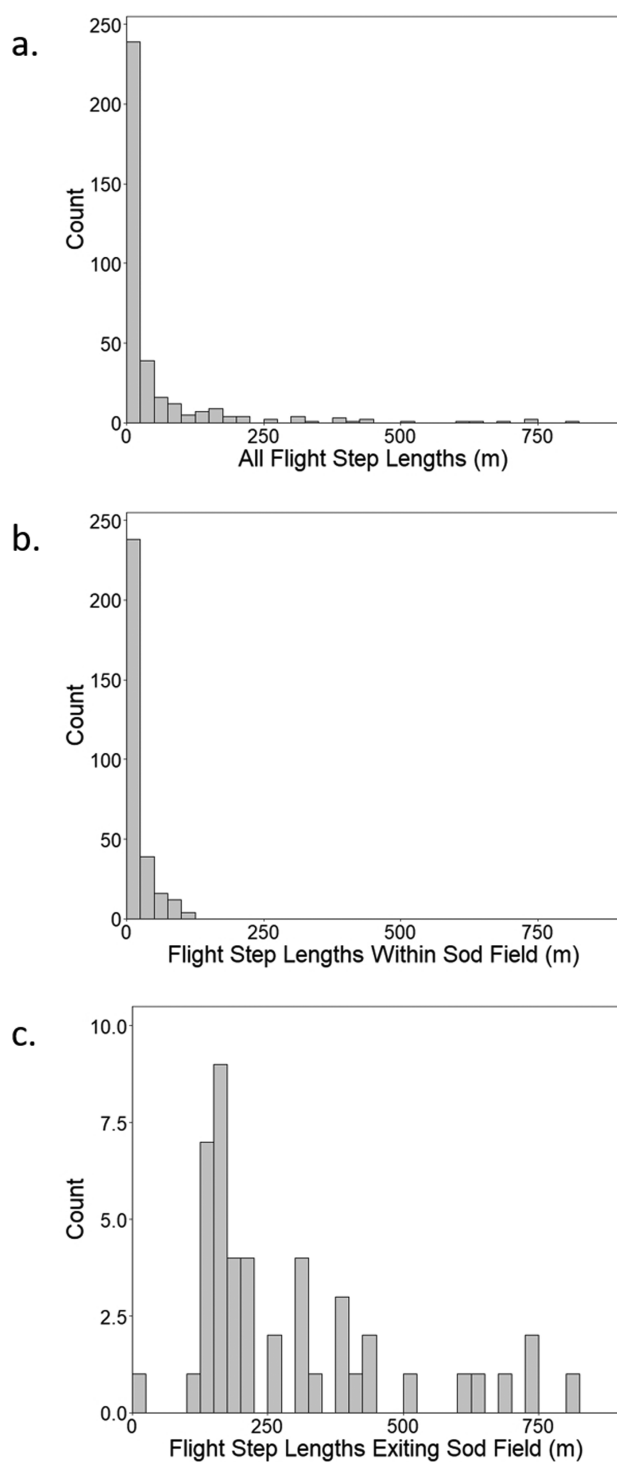 a.
250
200
150
100
50
0
Count
0 250 500 750
All Flight Step Lengths (m)
b.
250
200
150
100
50
0
Count
0 250 500 750
Flight Step Lengths Within Sod Field (m)
c.
10.0
7.5
5.0
2.5
0.0
Count
0 250 500 750
Flight Step Lengths Exiting Sod Field (m)